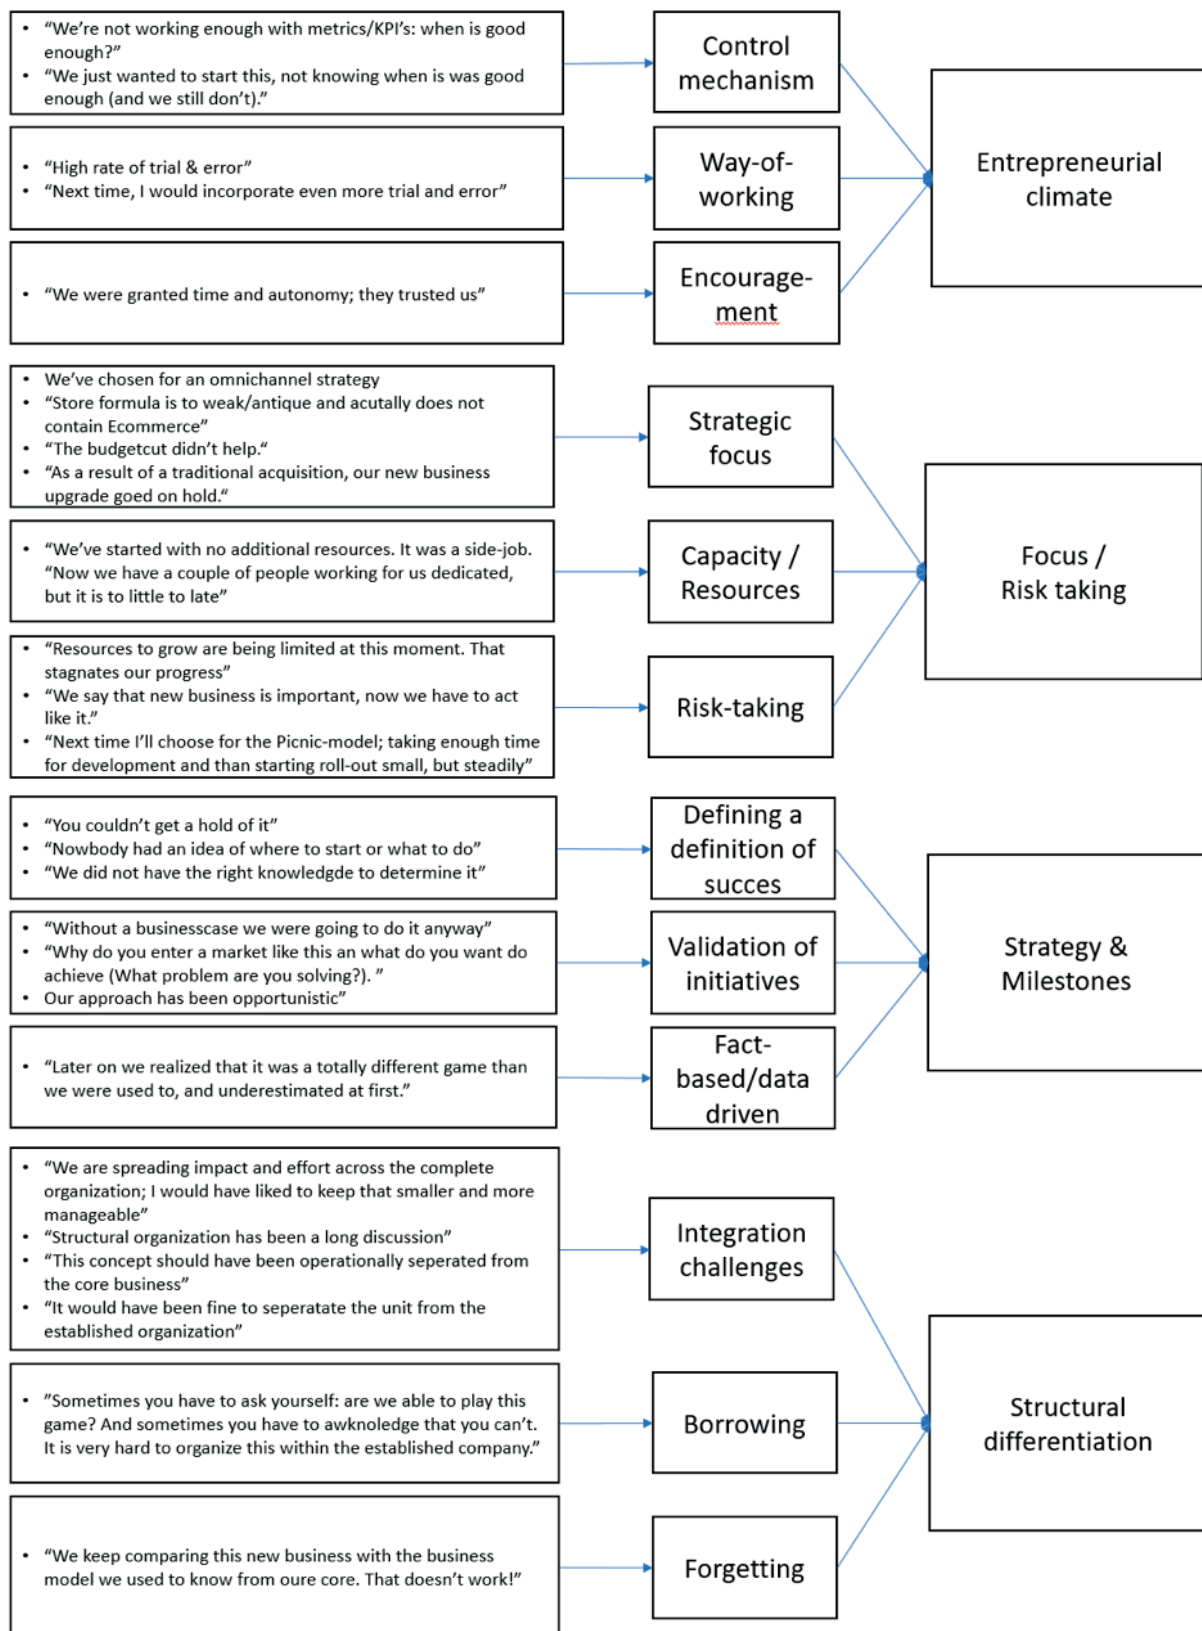 • “We’re not working enough with metrics/KPI’s: when is good
enough?”
• “We just wanted to start this, not knowing when is was good
enough (and we still don’t).”
Control
mechanism
• “High rate of trial & error”
• “Next time, I would incorporate even more trial and error”
Way-of-
working
• “We were granted time and autonomy; they trusted us”
Encourage-
ment
Entrepreneurial
climate
• We’ve chosen for an omnichannel strategy
• “Store formula is to weak/antique and acutally does not
contain Ecommerce”
• “The budgetcut didn’t help.“
• “As a result of a traditional acquisition, our new business
upgrade goed on hold.“
Strategic
focus
• “We’ve started with no additional resources. It was a side-job.
“Now we have a couple of people working for us dedicated,
but it is to little to late”
Capacity /
Resources
• “Resources to grow are being limited at this moment. That
stagnates our progress”
• “We say that new business is important, now we have to act
like it.”
• “Next time I’ll choose for the Picnic-model; taking enough time
for development and than starting roll-out small, but steadily”
Risk-taking
Focus /
Risk taking
• “You couldn’t get a hold of it”
• “Nowbody had an idea of where to start or what to do”
• “We did not have the right knowledgde to determine it”
Defining a
definition of
succes
• “Without a businesscase we were going to do it anyway”
• “Why do you enter a market like this an what do you want do
achieve (What problem are you solving?). ”
• Our approach has been opportunistic”
Validation of
initiatives
• “Later on we realized that it was a totally different game than
we were used to, and underestimated at first.”
Fact-
based/data
driven
Strategy &
Milestones
• “We are spreading impact and effort across the complete
organization; I would have liked to keep that smaller and more
manageable”
• “Structural organization has been a long discussion”
• “This concept should have been operationally seperated from
the core business”
• “It would have been fine to seperatate the unit from the
established organization”
Integration
challenges
• ”Sometimes you have to ask yourself: are we able to play this
game? And sometimes you have to awknoledge that you can’t.
It is very hard to organize this within the established company.”
Borrowing
• “We keep comparing this new business with the business
model we used to know from oure core. That doesn’t work!”
Forgetting
Structural
differentiation